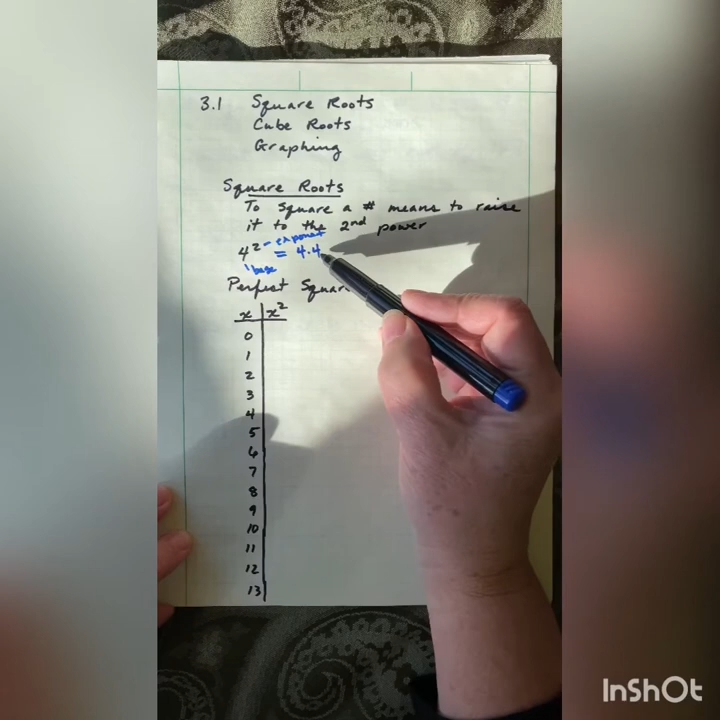 3.1 Square Roots
Cube Roots
Graphing
Square Roots
To square a # means to raise
it to the 2nd power
4² - exponent
= 4·4
base
Perfect Squar
x | x²
0
1
2
3
4
5
6
7
8
9
10
11
12
13
InShOt